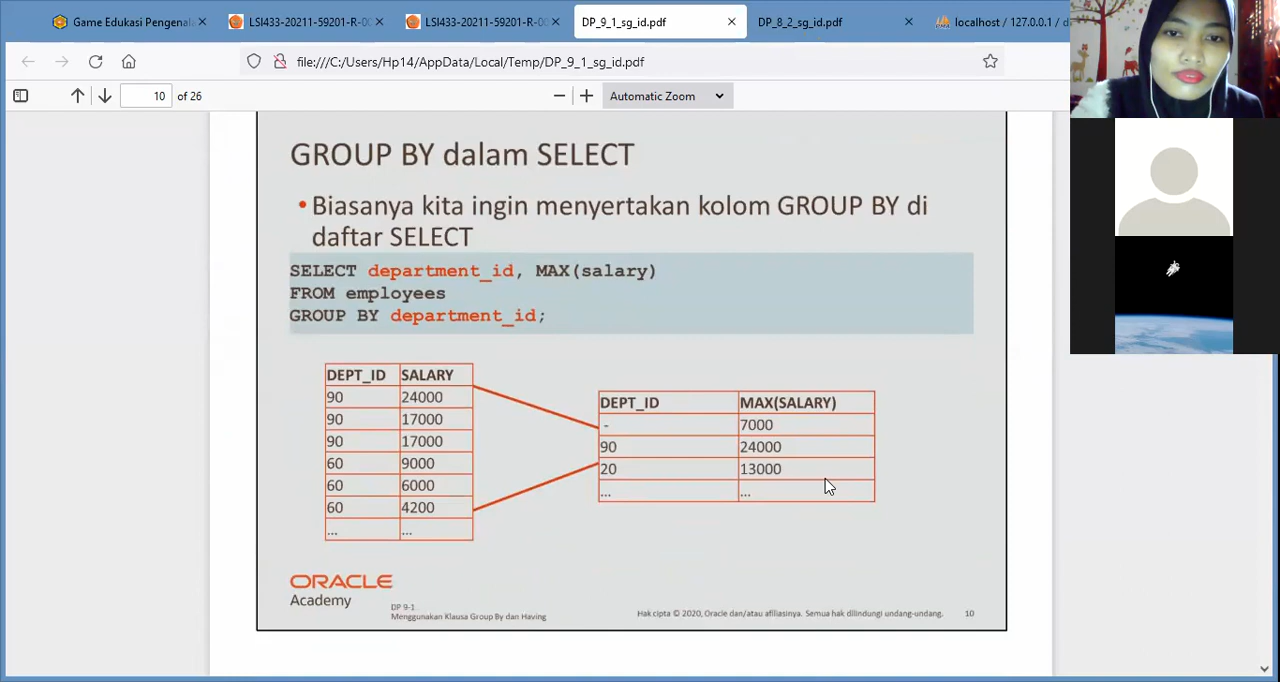 Game Edukasi Pengenal
LSI433-20211-59201-R-00
LSI433-20211-59201-R-00
DP_9_1_sg_id.pdf
DP_8_2_sg_id.pdf
localhost / 127.0.0.1 / d
file:///C:/Users/Hp14/AppData/Local/Temp/DP_9_1_sg_id.pdf
10 of 26
Automatic Zoom
GROUP BY dalam SELECT
• Biasanya kita ingin menyertakan kolom GROUP BY di
daftar SELECT
SELECT department_id, MAX(salary)
FROM employees
GROUP BY department_id;
DEPT_ID SALARY
90 24000
90 17000
90 17000
60 9000
60 6000
60 4200
... ...
DEPT_ID MAX(SALARY)
- 7000
90 24000
20 13000
... ...
ORACLE
Academy
DP 9-1
Menggunakan Klausa Group By dan Having
Hak cipta © 2020, Oracle dan/atau afiliasinya. Semua hak dilindungi undang-undang.
10